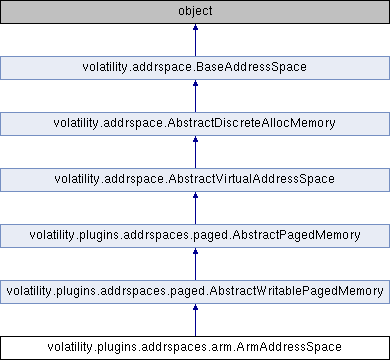 object
volatility.addrspace.BaseAddressSpace
volatility.addrspace.AbstractDiscreteAllocMemory
volatility.addrspace.AbstractVirtualAddressSpace
volatility.plugins.addrspaces.paged.AbstractPagedMemory
volatility.plugins.addrspaces.paged.AbstractWritablePagedMemory
volatility.plugins.addrspaces.arm.ArmAddressSpace